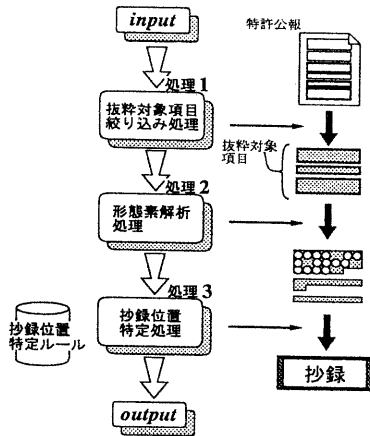 input
特許公報
処理1
抜粋対象項目
絞り込み処理
抜粋対象
項目
処理2
形態素解析
処理
処理3
抄録位置
特定処理
抄録位置
特定ルール
抄録
output